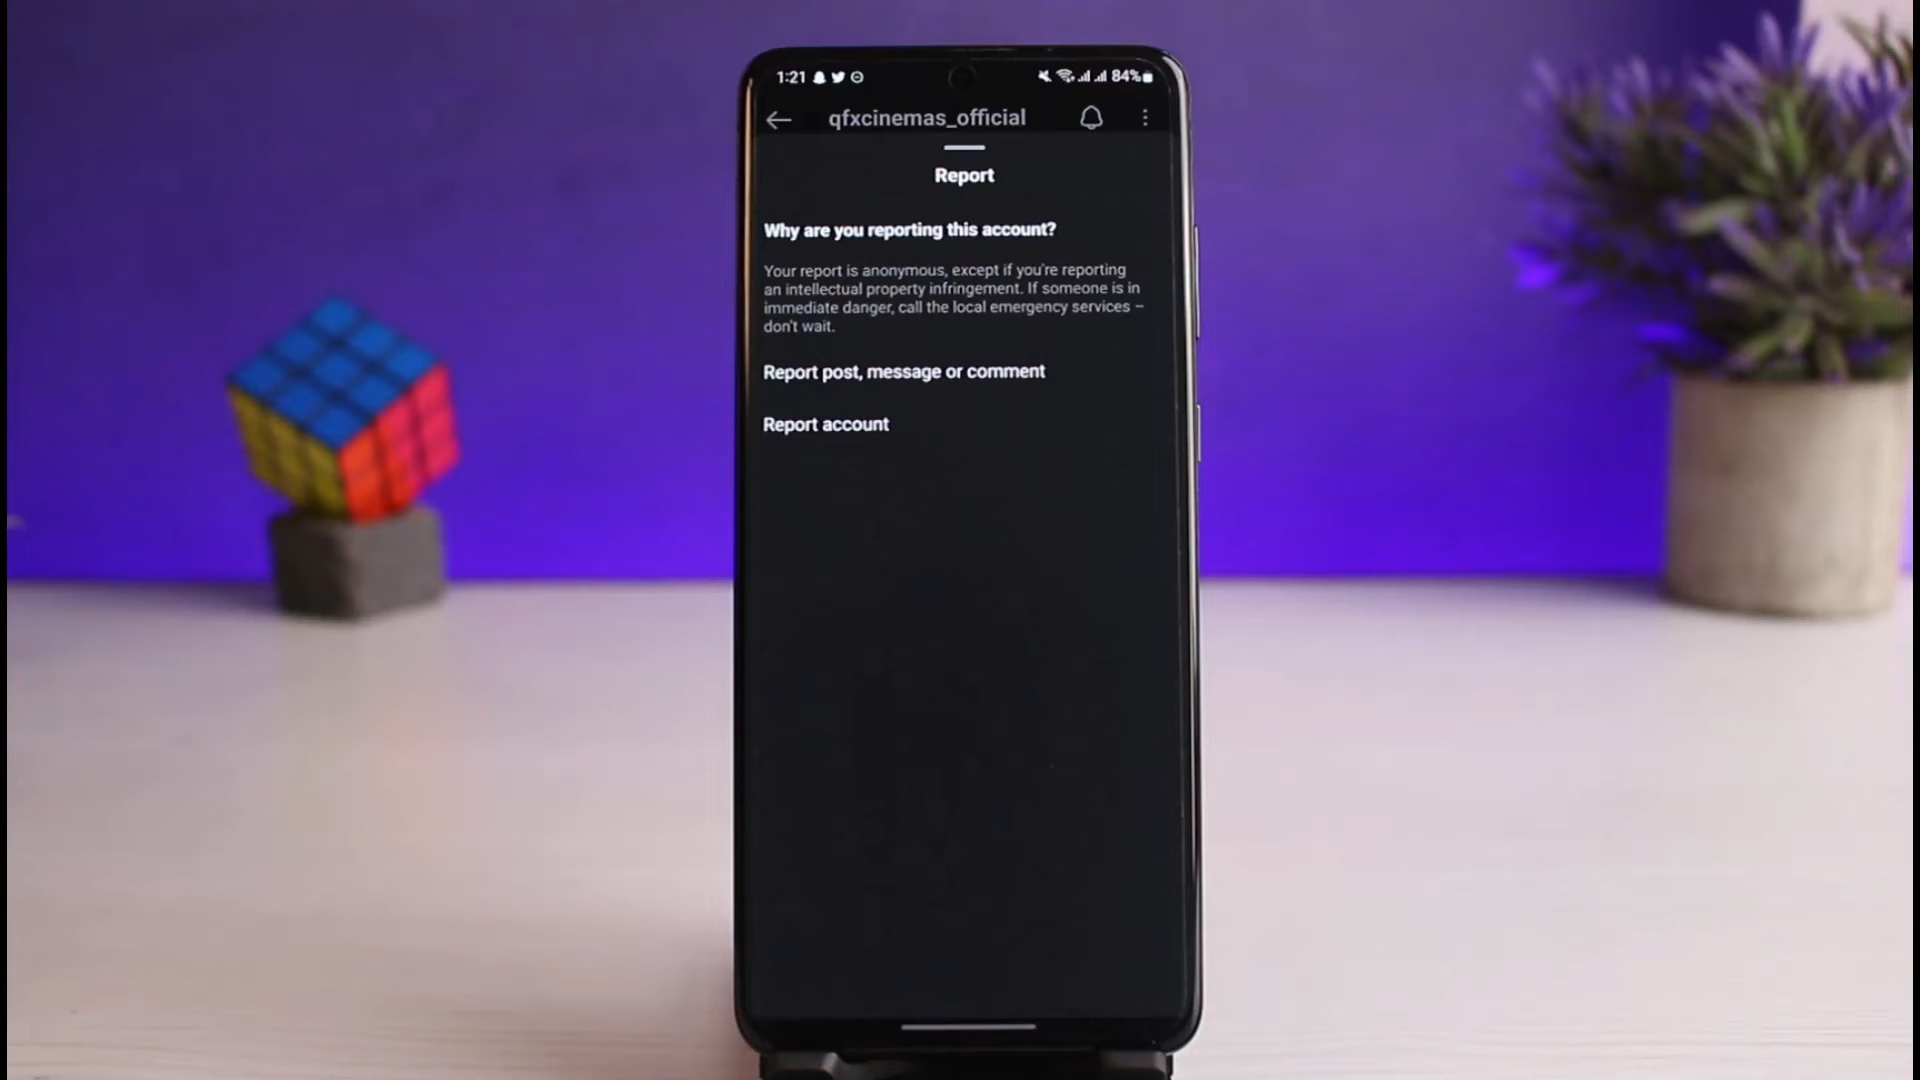 1:21
84%
qfxcinemas_official
Report
Why are you reporting this account?
Your report is anonymous, except if you're reporting
an intellectual property infringement. If someone is in
immediate danger, call the local emergency services –
don't wait.
Report post, message or comment
Report account